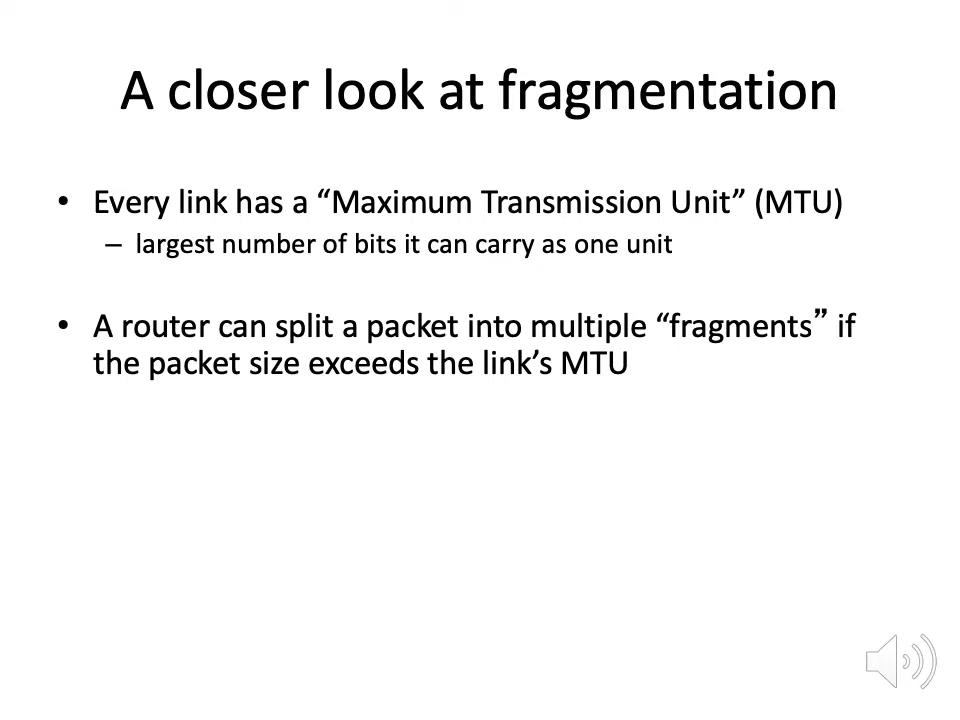 A closer look at fragmentation
• Every link has a “Maximum Transmission Unit” (MTU)
– largest number of bits it can carry as one unit
• A router can split a packet into multiple “fragments” if
the packet size exceeds the link’s MTU